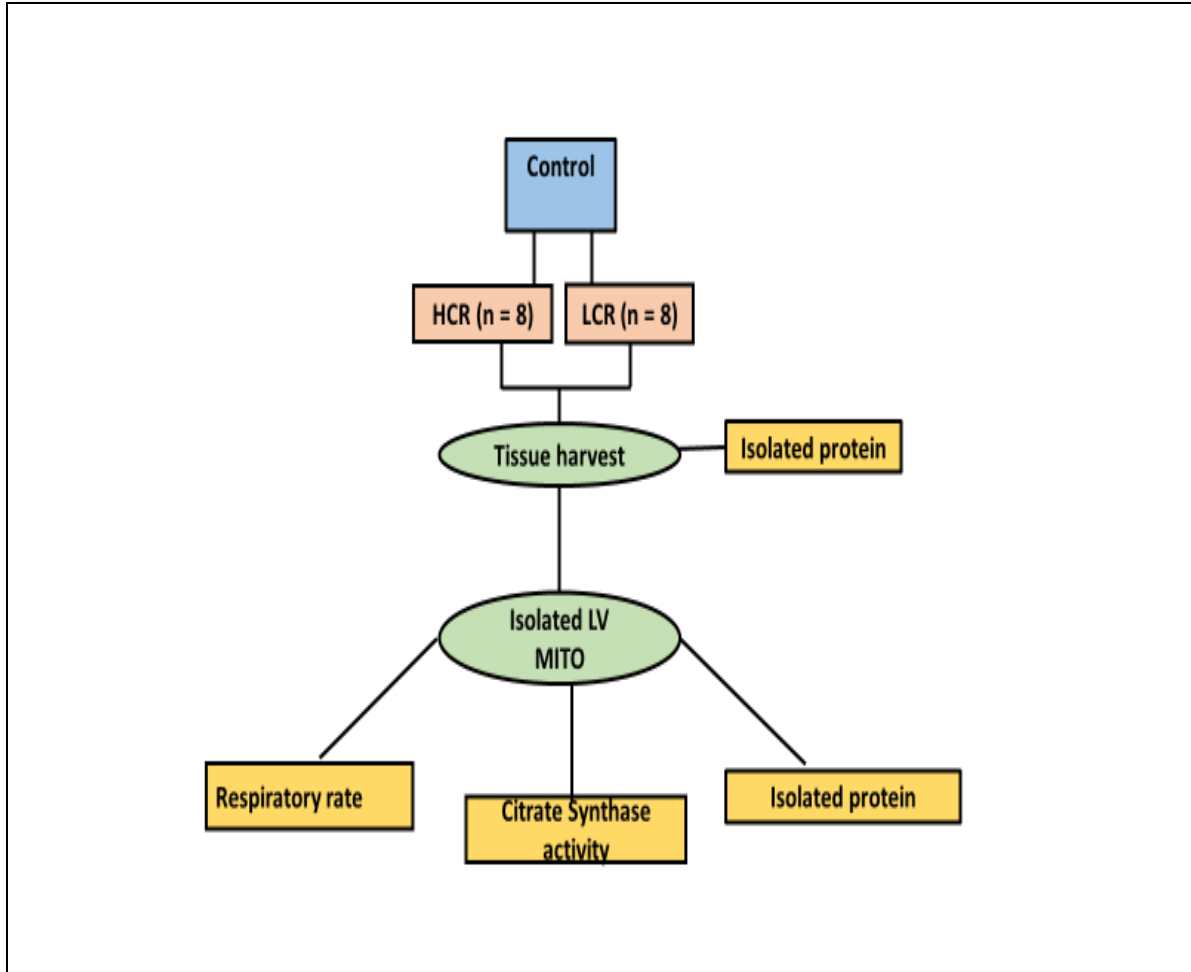 Control
HCR (n = 8)
LCR (n = 8)
Tissue harvest
Isolated protein
Isolated LV
MITO
Respiratory rate
Citrate Synthase
activity
Isolated protein